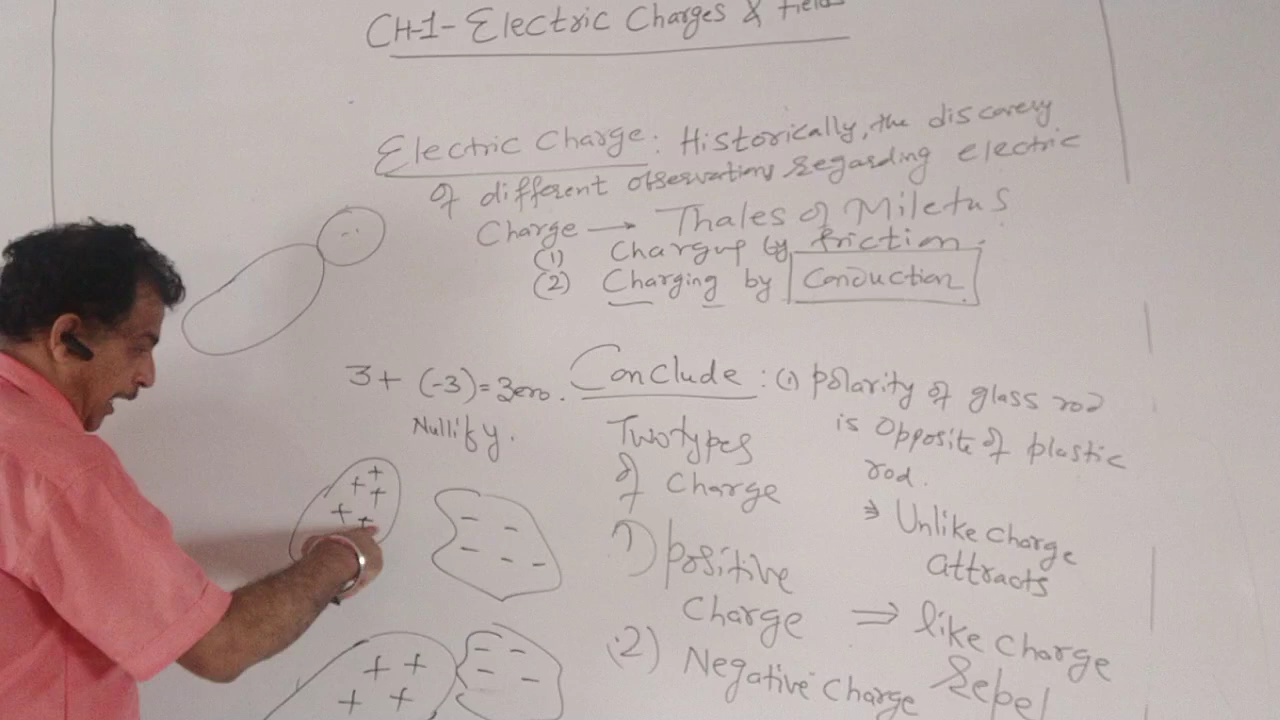 CH-1- Electric Charges & Field
Electric Charge: Historically, the discovery
of different observations regarding electric
Charge → Thales of Miletus
(1) Chargup by friction.
(2) Charging by Conduction.
3+ (-3)=Zero.
Nullify.
Conclude : (1) polarity of glass rod
is opposite of plastic
rod.
⇒ Unlike charge
attracts
⇒ like charge
Repel
Two types
of Charge
1) positive
Charge
(2) Negative charge
+ + + + +
- - - - -
+ + + +
- - - -
- -